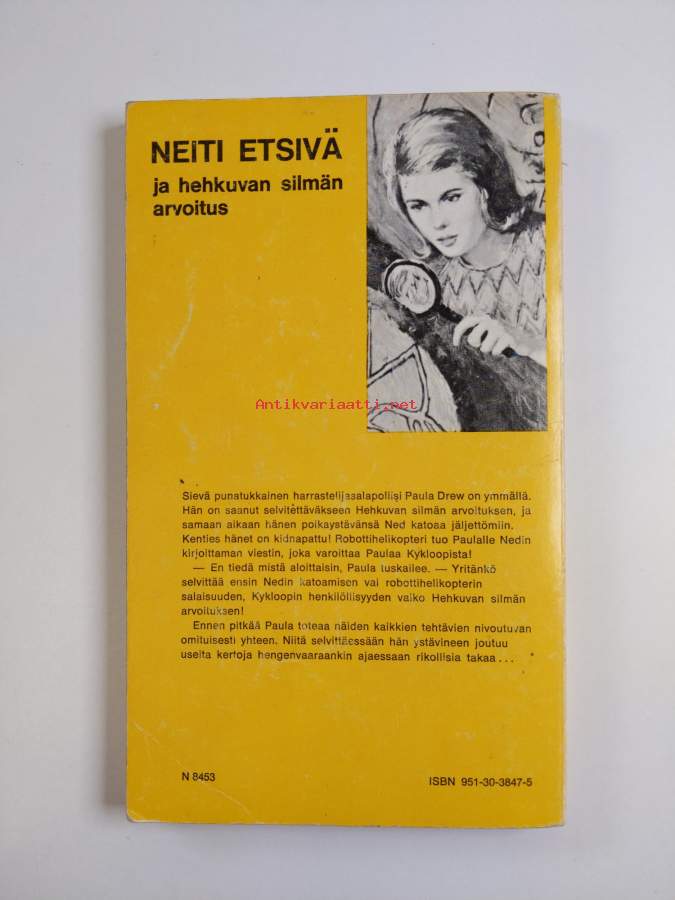 NEITI ETSIVÄ
ja hehkuvan silmän
arvoitus
Antikvariaatti.net
Sievä punatukkainen harrastelijasalapoliisi Paula Drew on ymmällä.
Hän on saanut selvitettäväkseen Hehkuvan silmän arvoituksen, ja
samaan aikaan hänen poikaystävänsä Ned katoaa jäljettömiin.
Kenties hänet on kidnapattu! Robottihelikopteri tuo Paulalle Nedin
kirjoittaman viestin, joka varoittaa Paulaa Kykloopista!
— En tiedä mistä aloittaisin, Paula tuskailee. — Yritänkö
selvittää ensin Nedin katoamisen vai robottihelikopterin
salaisuuden, Kykloopin henkilöllisyyden vaiko Hehkuvan silmän
arvoituksen!
Ennen pitkää Paula toteaa näiden kaikkien tehtävien nivoutuvan
omituisesti yhteen. Niitä selvittäessään hän ystävineen joutuu
useita kertoja hengenvaaraankin ajaessaan rikollisia takaa...
N 8453
ISBN 951-30-3847-5